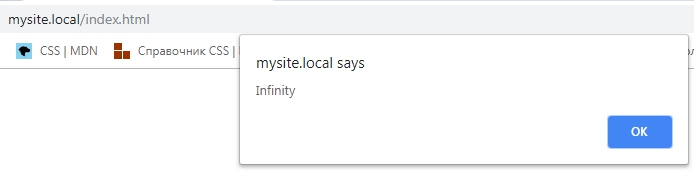 mysite.local/index.html
CSS | MDN
Справочник CSS |
mysite.local says
Infinity
OK